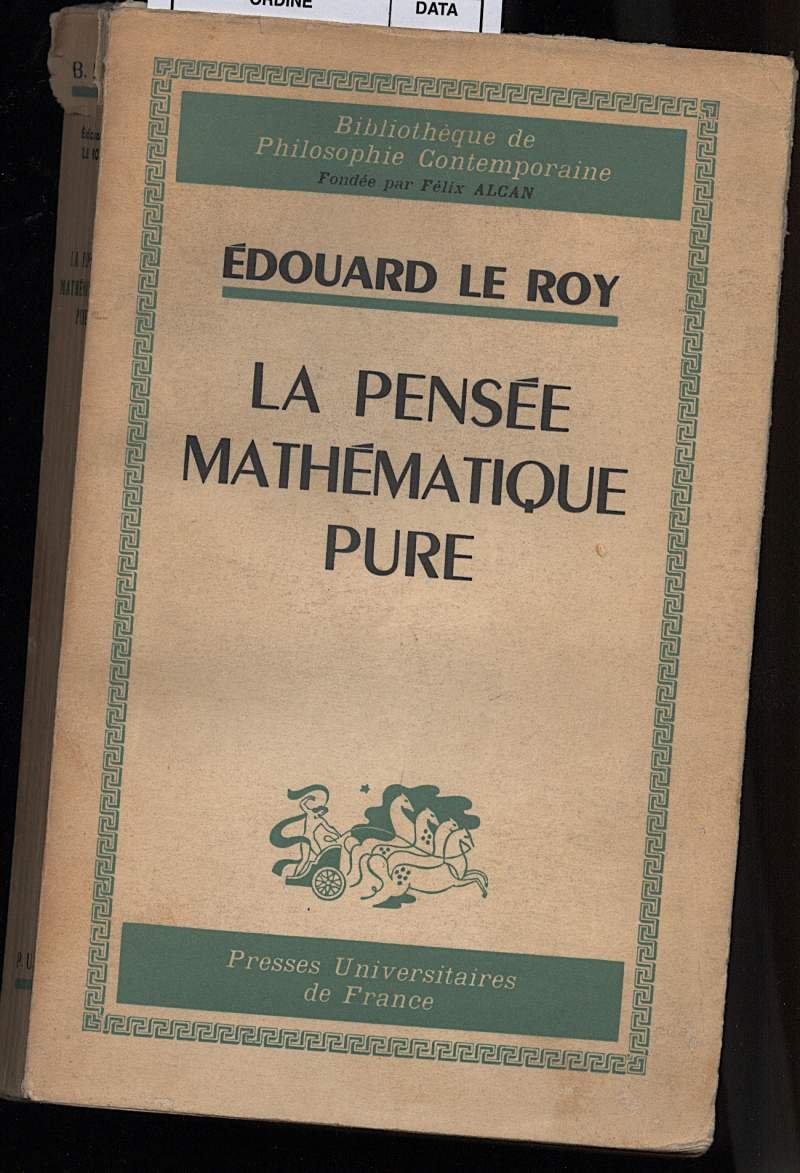 ORDINE DATA
Bibliothèque de
Philosophie Contemporaine
Fondée par Félix ALCAN
ÉDOUARD LE ROY
LA PENSÉE
MATHÉMATIQUE
PURE
Presses Universitaires
de France
B.
LA
P. U